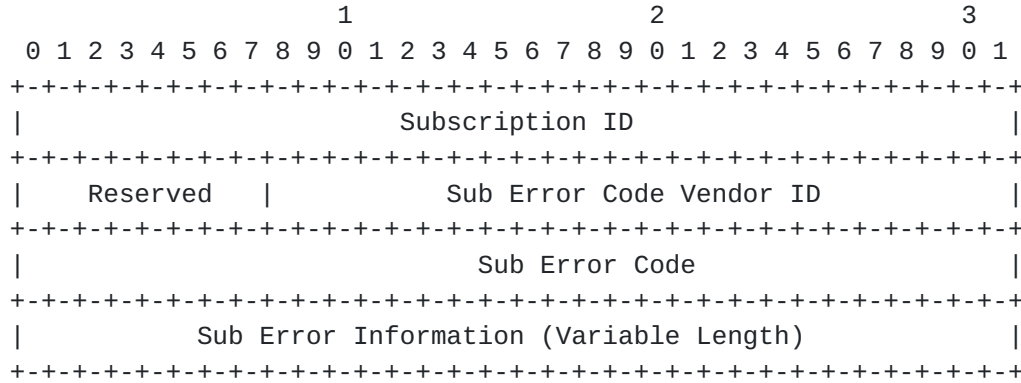 1                   2                   3
 0 1 2 3 4 5 6 7 8 9 0 1 2 3 4 5 6 7 8 9 0 1 2 3 4 5 6 7 8 9 0 1
+-+-+-+-+-+-+-+-+-+-+-+-+-+-+-+-+-+-+-+-+-+-+-+-+-+-+-+-+-+-+-+-+
|                        Subscription ID                        |
+-+-+-+-+-+-+-+-+-+-+-+-+-+-+-+-+-+-+-+-+-+-+-+-+-+-+-+-+-+-+-+-+
|    Reserved   |           Sub Error Code Vendor ID            |
+-+-+-+-+-+-+-+-+-+-+-+-+-+-+-+-+-+-+-+-+-+-+-+-+-+-+-+-+-+-+-+-+
|                             Sub Error Code                    |
+-+-+-+-+-+-+-+-+-+-+-+-+-+-+-+-+-+-+-+-+-+-+-+-+-+-+-+-+-+-+-+-+
|           Sub Error Information (Variable Length)             |
+-+-+-+-+-+-+-+-+-+-+-+-+-+-+-+-+-+-+-+-+-+-+-+-+-+-+-+-+-+-+-+-+